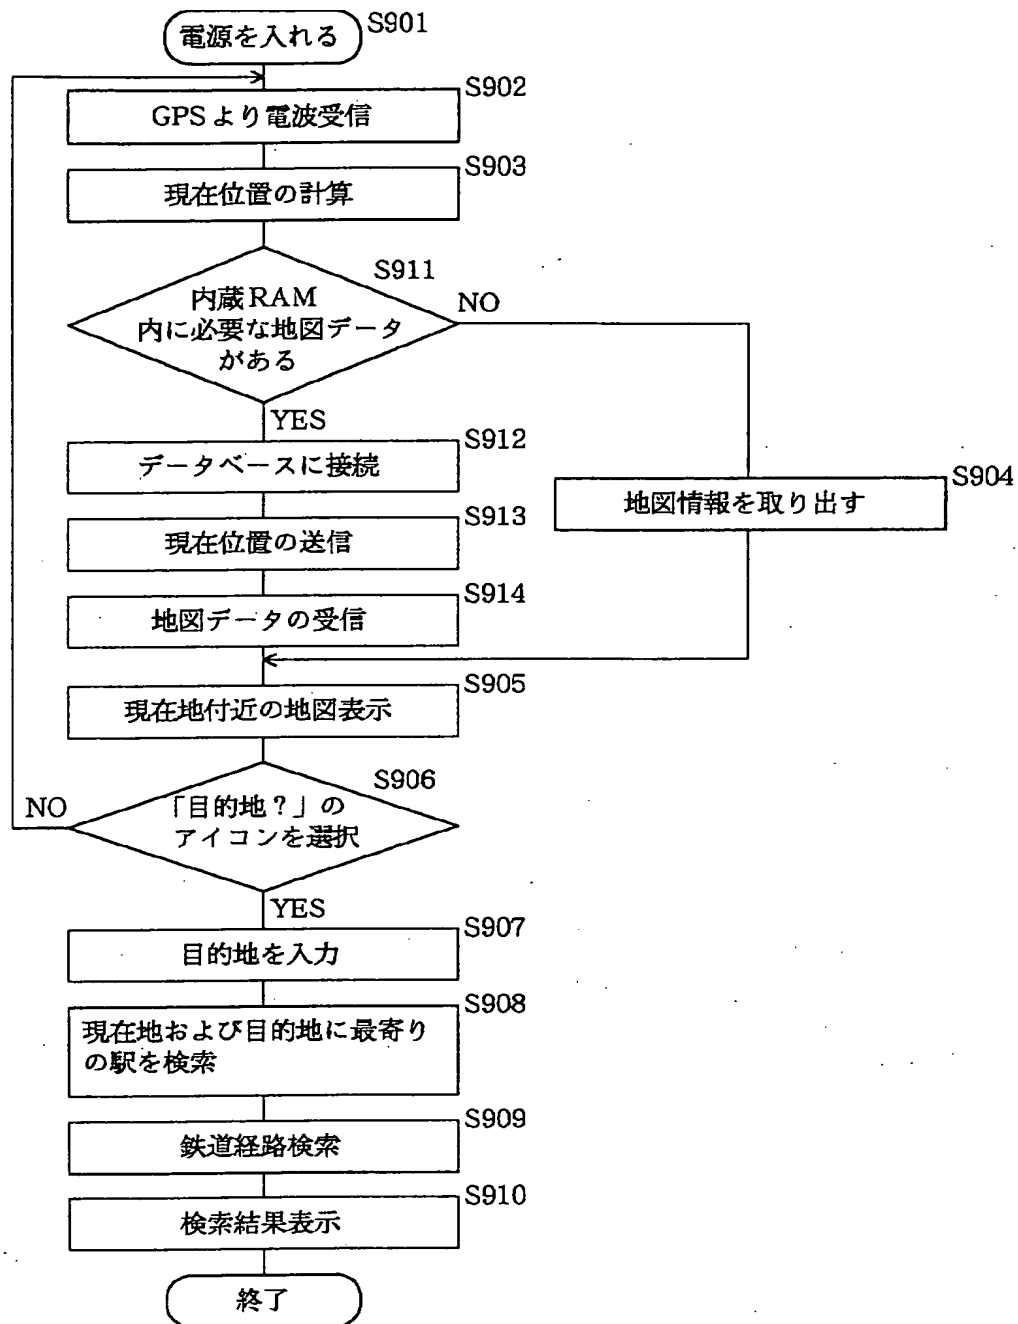 電源を入れる
S901
S902
GPSより電波受信
S903
現在位置の計算
S911
内蔵RAM
内に必要な地図データ
がある
NO
YES
S912
データベースに接続
S904
地図情報を取り出す
S913
現在位置の送信
S914
地図データの受信
S905
現在地付近の地図表示
S906
「目的地?」の
アイコンを選択
NO
YES
S907
目的地を入力
S908
現在地および目的地に最寄り
の駅を検索
S909
鉄道経路検索
S910
検索結果表示
終了